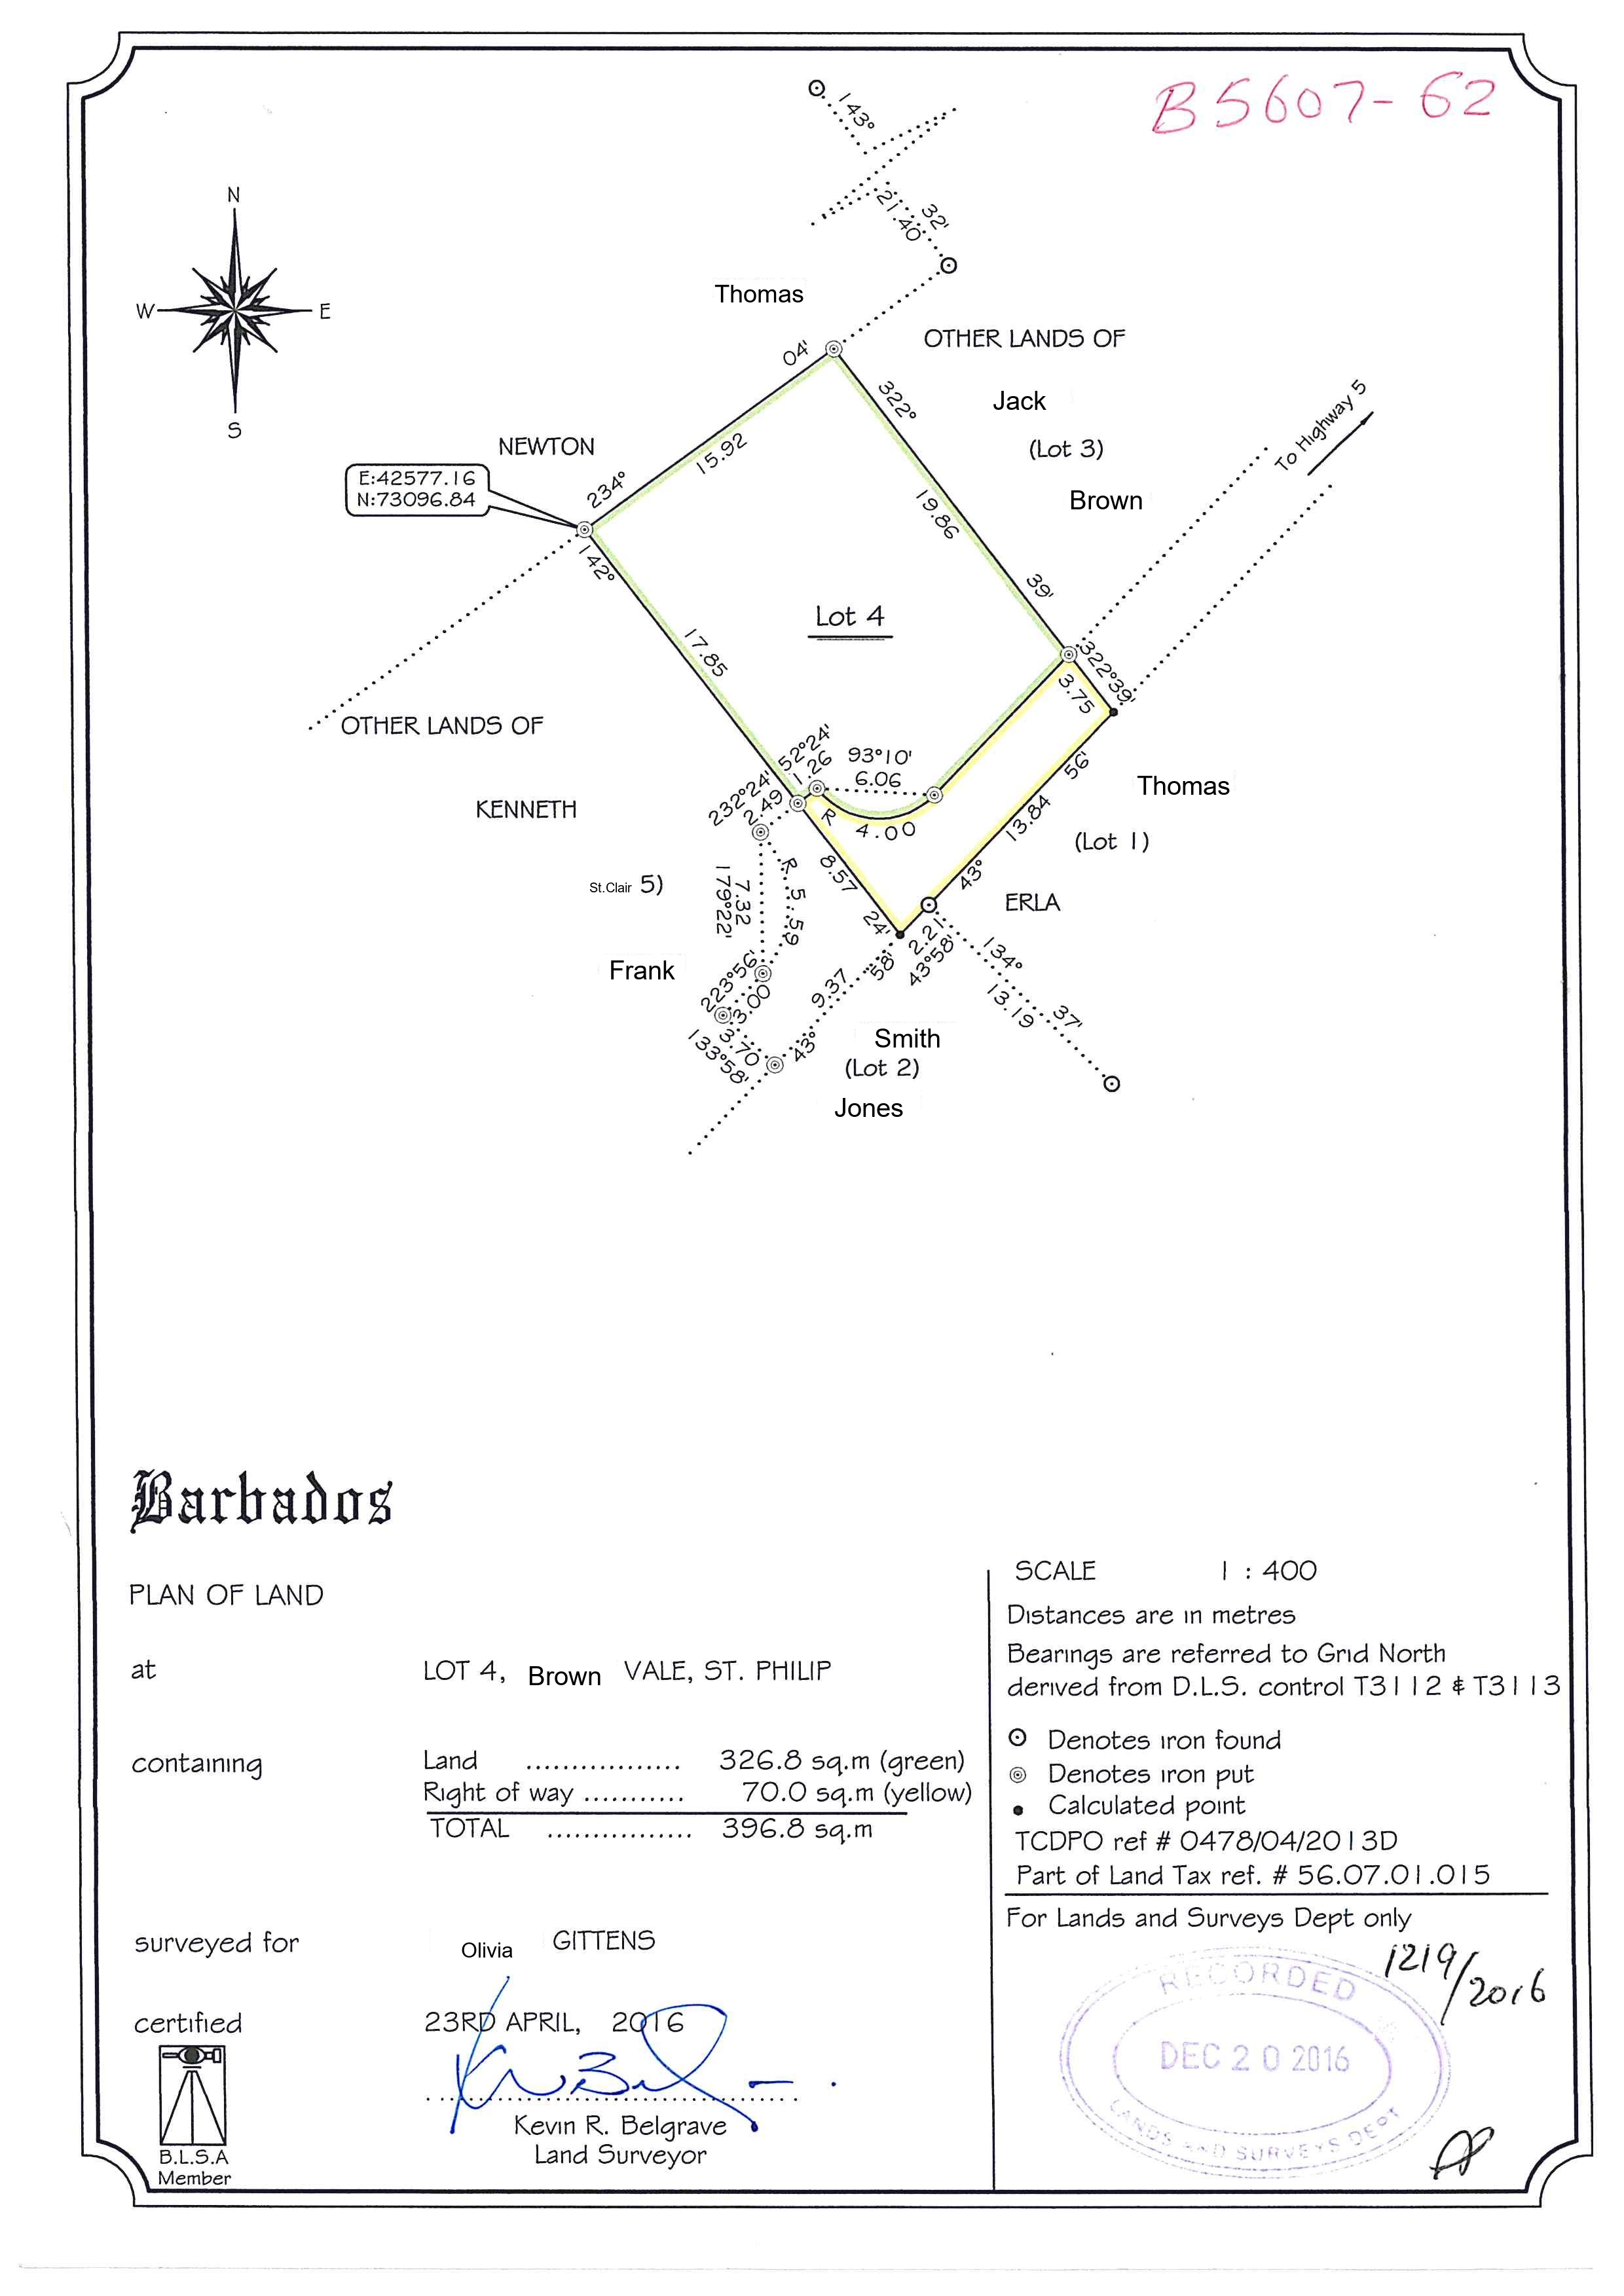 B5607-62
143°
32'
21.40
N
W
E
S
Thomas
OTHER LANDS OF
04'
322°
Jack
(Lot 3)
To Highway 5
NEWTON
15.92
E:42577.16
N:73096.84
234°
Brown
19.86
142°
39'
Lot 4
17.85
322°39'
3.75
OTHER LANDS OF
52°24'
1.26
93°10'
6.06
56'
Thomas
232°24'
2.49
KENNETH
R 4.00
13.84
(Lot 1)
8.57
R 5.59
St.Clair 5)
7.32
179°22'
43°
ERLA
24'
2.21
43°58'
134°
Frank
223°56'
3.00
58'
9.37
13.19
37'
3.70
133°58'
43°
Smith
(Lot 2)
Jones
Barbados
PLAN OF LAND
at LOT 4, Brown VALE, ST. PHILIP
containing Land ................. 326.8 sq.m (green)
Right of way ........... 70.0 sq.m (yellow)
TOTAL ................ 396.8 sq.m
surveyed for Olivia GITTENS
certified 23RD APRIL, 2016
Kevin R. Belgrave
Land Surveyor
B.L.S.A
Member
SCALE 1 : 400
Distances are in metres
Bearings are referred to Grid North
derived from D.L.S. control T3112 & T3113
Denotes iron found
Denotes iron put
Calculated point
TCDPO ref # 0478/04/2013D
Part of Land Tax ref. # 56.07.01.015
For Lands and Surveys Dept only
1219/2016
RECORDED
DEC 20 2016
LANDS AND SURVEYS DEPT